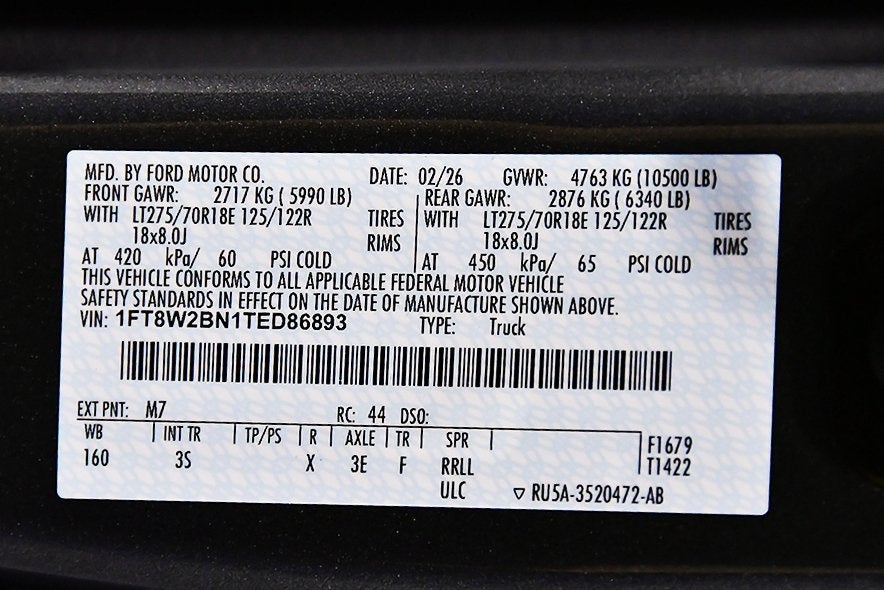 MFD. BY FORD MOTOR CO. DATE: 02/26 GVWR: 4763 KG (10500 LB)
FRONT GAWR: 2717 KG ( 5990 LB) REAR GAWR: 2876 KG ( 6340 LB)
WITH LT275/70R18E 125/122R TIRES WITH LT275/70R18E 125/122R TIRES
18x8.0J RIMS 18x8.0J RIMS
AT 420 kPa/ 60 PSI COLD AT 450 kPa/ 65 PSI COLD
THIS VEHICLE CONFORMS TO ALL APPLICABLE FEDERAL MOTOR VEHICLE
SAFETY STANDARDS IN EFFECT ON THE DATE OF MANUFACTURE SHOWN ABOVE.
VIN: 1FT8W2BN1TED86893 TYPE: Truck
EXT PNT: M7 RC: 44 DSO:
WB INT TR TP/PS R AXLE TR SPR F1679
160 3S X 3E F RRLL T1422
ULC RU5A-3520472-AB